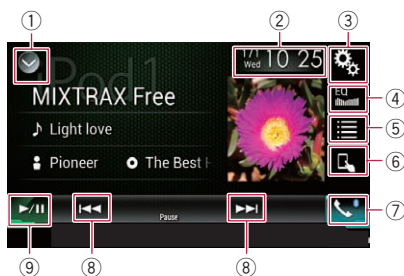 ① ② ③
iPod1
1/1
Wed 10 25
MIXTRAX Free
EQ
④
Light love
⑤
Pioneer The Best
⑥
Pause
⑦
⑨ ⑧ ⑧